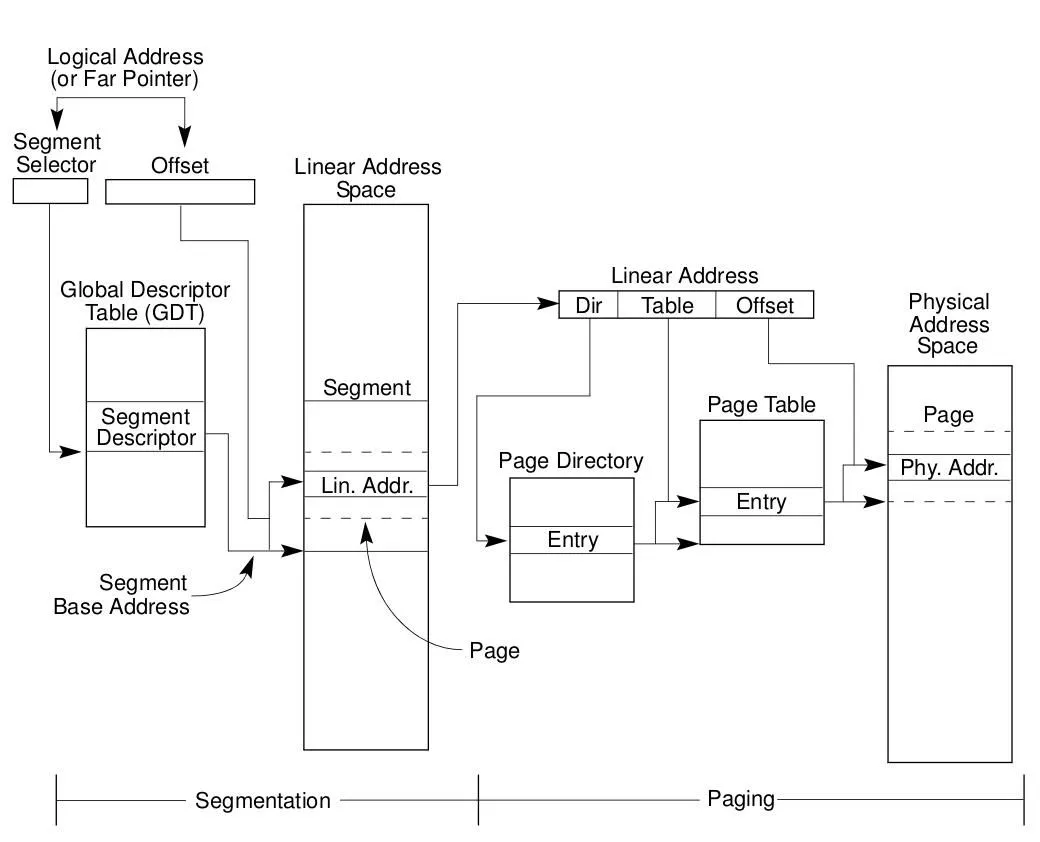 Logical Address
(or Far Pointer)
Segment
Selector
Offset
Linear Address
Space
Global Descriptor
Table (GDT)
Segment
Descriptor
Segment
Lin. Addr.
Segment
Base Address
Page
Linear Address
Dir
Table
Offset
Page Directory
Entry
Page Table
Entry
Physical
Address
Space
Page
Phy. Addr.
Segmentation
Paging